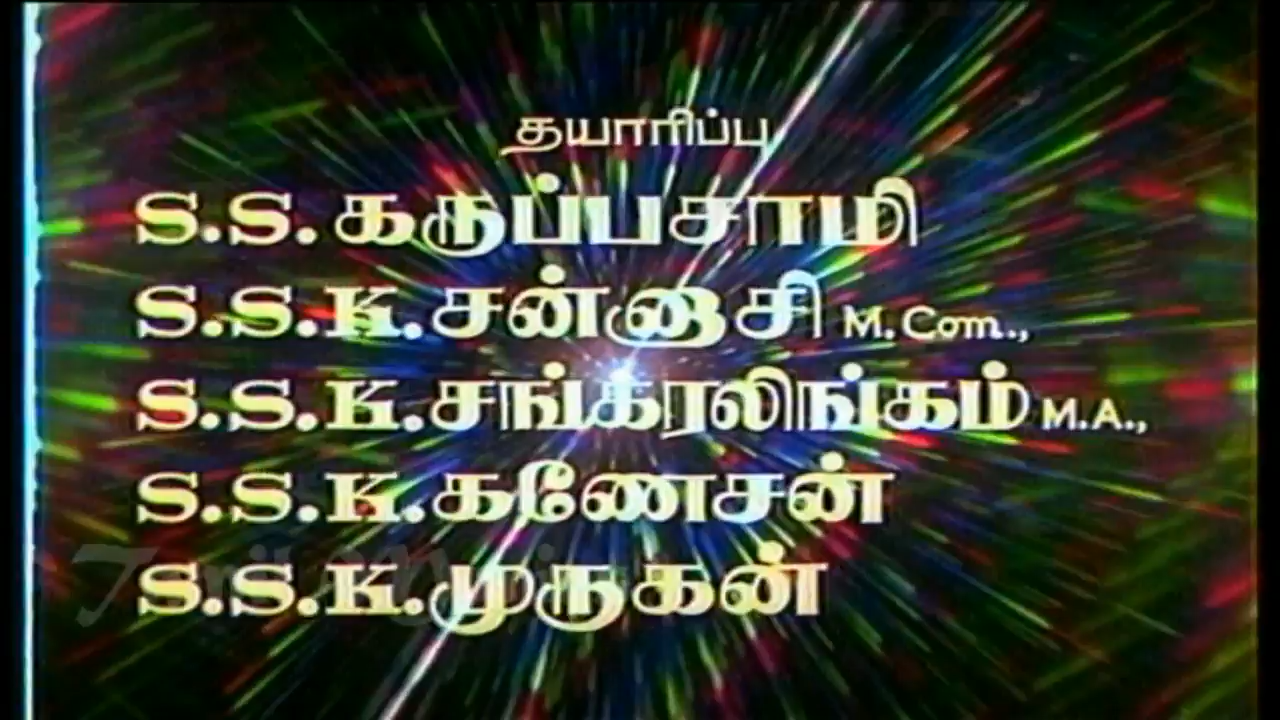 தயாரிப்பு
S.S. கருப்பசாமி
S.S.K. சன்னாசி M.Com..,
S.S.K. சங்கரலிங்கம் M.A.,
S.S.K. கணேசன்
S.S.K. முருகன்